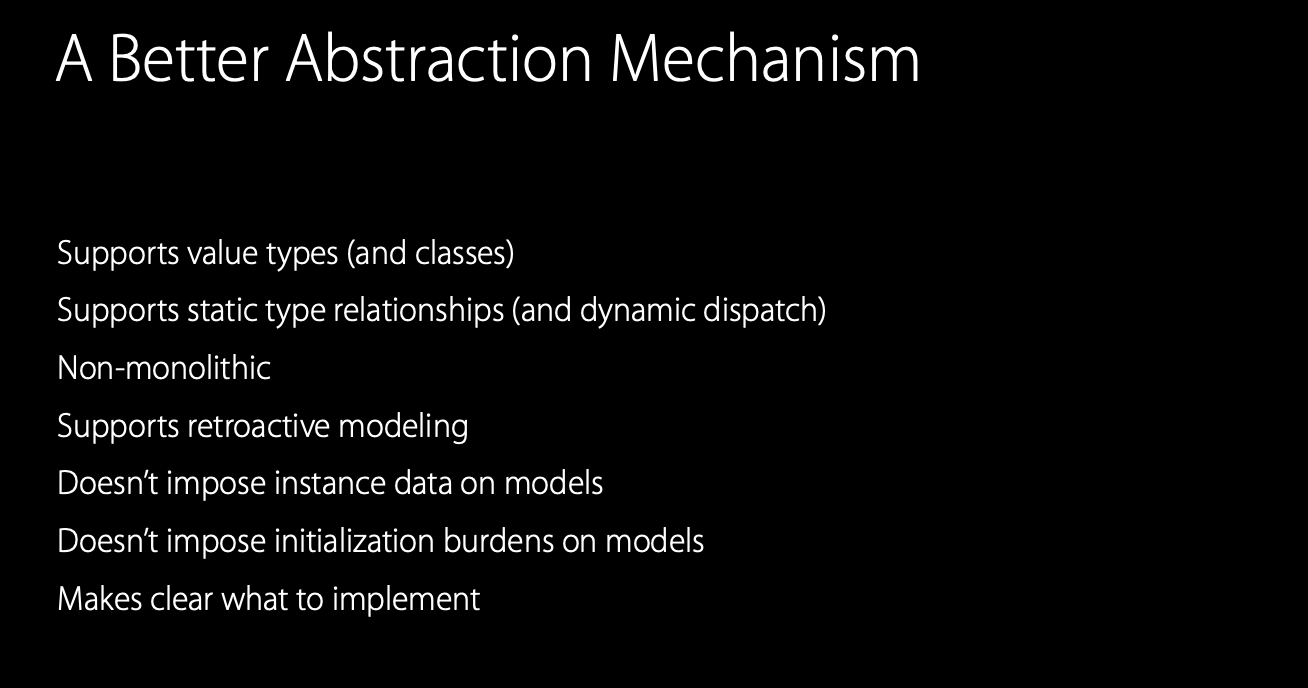 A Better Abstraction Mechanism
Supports value types (and classes)
Supports static type relationships (and dynamic dispatch)
Non-monolithic
Supports retroactive modeling
Doesn’t impose instance data on models
Doesn’t impose initialization burdens on models
Makes clear what to implement